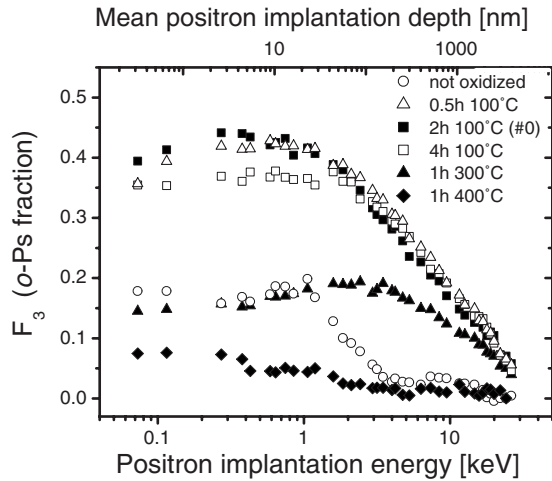 Mean positron implantation depth [nm]
10 100 1000
not oxidized
0.5h 100°C
2h 100°C (#0)
4h 100°C
1h 300°C
1h 400°C
0.5
0.4
0.3
0.2
0.1
0.0
F3 (o-Ps fraction)
0.1 1 10
Positron implantation energy [keV]